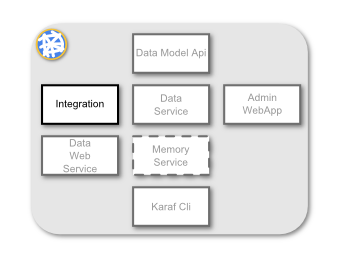 Data Model Api
Integration
Data
Service
Admin
WebApp
Data
Web
Service
Memory
Service
Karaf Cli